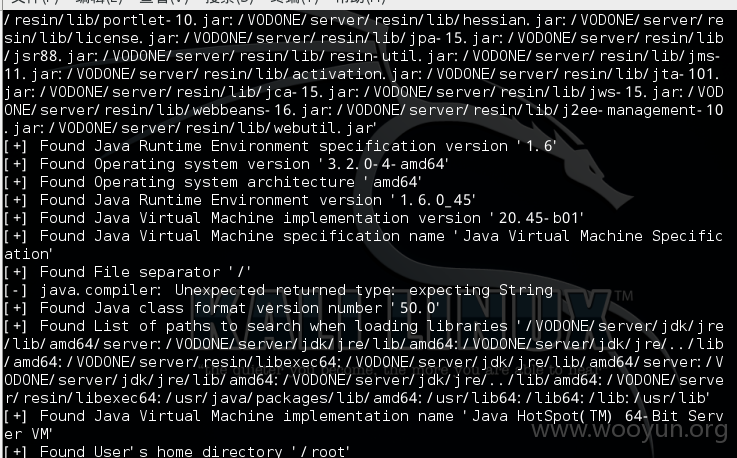 /resin/lib/portlet-10.jar:/VODONE/server/resin/lib/hessian.jar:/VODONE/server/re
sin/lib/license.jar:/VODONE/server/resin/lib/jpa-15.jar:/VODONE/server/resin/lib
/jsr88.jar:/VODONE/server/resin/lib/resin-util.jar:/VODONE/server/resin/lib/jms-
11.jar:/VODONE/server/resin/lib/activation.jar:/VODONE/server/resin/lib/jta-101.
jar:/VODONE/server/resin/lib/jca-15.jar:/VODONE/server/resin/lib/jws-15.jar:/VOD
ONE/server/resin/lib/webbeans-16.jar:/VODONE/server/resin/lib/j2ee-management-10
.jar:/VODONE/server/resin/lib/webutil.jar'
[+] Found Java Runtime Environment specification version '1.6'
[+] Found Operating system version '3.2.0-4-amd64'
[+] Found Operating system architecture 'amd64'
[+] Found Java Runtime Environment version '1.6.0_45'
[+] Found Java Virtual Machine implementation version '20.45-b01'
[+] Found Java Virtual Machine specification name 'Java Virtual Machine Specific
ation'
[+] Found File separator '/'
[-] java.compiler: Unexpected returned type: expecting String
[+] Found Java class format version number '50.0'
[+] Found List of paths to search when loading libraries '/VODONE/server/jdk/jre
/lib/amd64/server:/VODONE/server/jdk/jre/lib/amd64:/VODONE/server/jdk/jre/../lib
/amd64:/VODONE/server/resin/libexec64:/VODONE/server/jdk/jre/lib/amd64/server:/V
ODONE/server/jdk/jre/lib/amd64:/VODONE/server/jdk/jre/../lib/amd64:/VODONE/serve
r/resin/libexec64:/usr/java/packages/lib/amd64:/usr/lib64:/lib64:/lib:/usr/lib'
[+] Found Java Virtual Machine implementation name 'Java HotSpot(TM) 64-Bit Serv
er VM'
[+] Found User's home directory '/root'
KALI LINUX™
www.wooyun.org